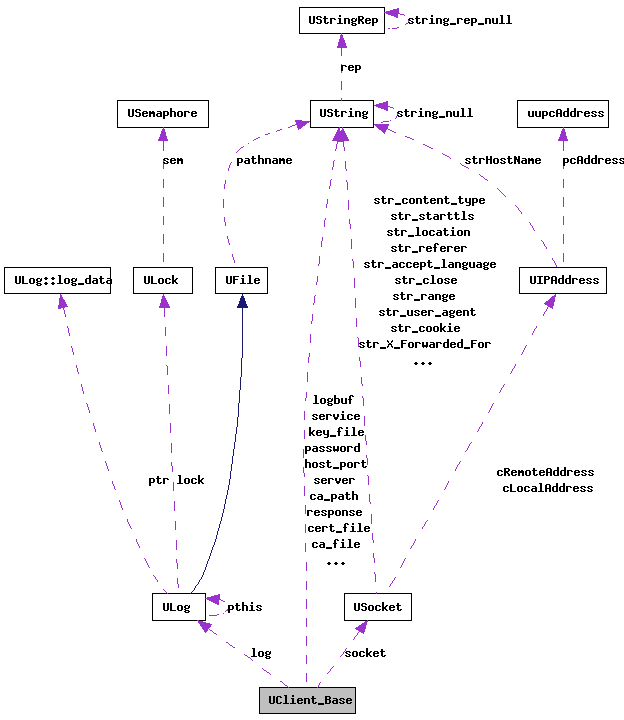 UStringRep
string_rep_null
rep
USemaphore
UString
string_null
uupcAddress
sem
pathname
strHostName
pcAddress
str_content_type
str_starttls
str_location
str_referer
str_accept_language
str_close
str_range
str_user_agent
str_cookie
str_X_Forwarded_For
...
ULog::log_data
ULock
UFile
UIPAddress
logbuf
service
key_file
password
host_port
server
ca_path
response
cert_file
ca_file
...
ptr
lock
cRemoteAddress
cLocalAddress
ULog
pthis
USocket
log
socket
UClient_Base